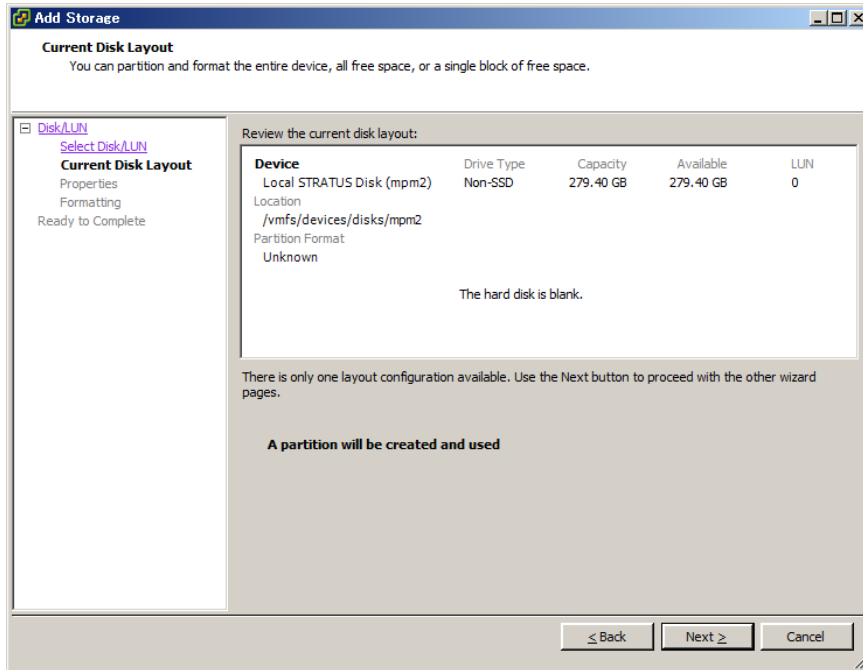 Add Storage
Current Disk Layout
You can partition and format the entire device, all free space, or a single block of free space.
Disk/LUN
Select Disk/LUN
Current Disk Layout
Properties
Formatting
Ready to Complete
Review the current disk layout:
Device Drive Type Capacity Available LUN
Local STRATUS Disk (mpm2) Non-SSD 279.40 GB 279.40 GB 0
Location
/vmfs/devices/disks/mpm2
Partition Format
Unknown
The hard disk is blank.
There is only one layout configuration available. Use the Next button to proceed with the other wizard
pages.
A partition will be created and used
< Back Next > Cancel